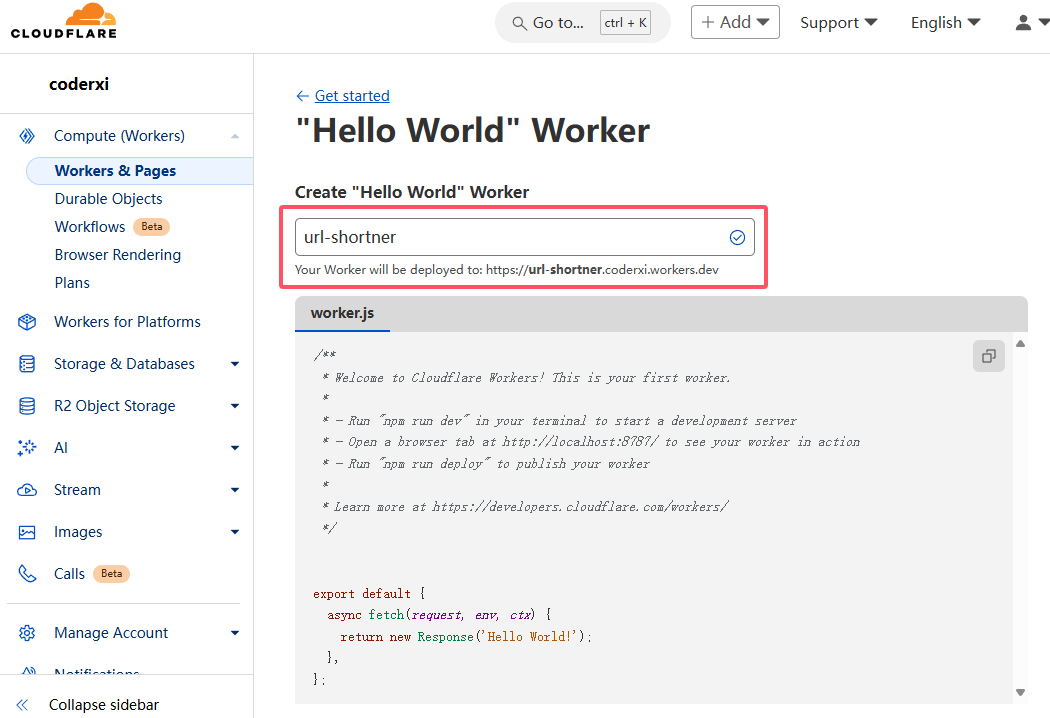 CLOUDFLARE
Go to... ctrl + K
+ Add
Support
English
coderxi
Compute (Workers)
Workers & Pages
Durable Objects
Workflows Beta
Browser Rendering
Plans
Workers for Platforms
Storage & Databases
R2 Object Storage
AI
Stream
Images
Calls Beta
Manage Account
Notifications
Collapse sidebar
← Get started
"Hello World" Worker
Create "Hello World" Worker
url-shortner
Your Worker will be deployed to: https://url-shortner.coderxi.workers.dev
worker.js
/**
* Welcome to Cloudflare Workers! This is your first worker.
*
* - Run "npm run dev" in your terminal to start a development server
* - Open a browser tab at http://localhost:8787/ to see your worker in action
* - Run "npm run deploy" to publish your worker
*
* Learn more at https://developers.cloudflare.com/workers/
*/
export default {
async fetch(request, env, ctx) {
return new Response('Hello World!');
},
};